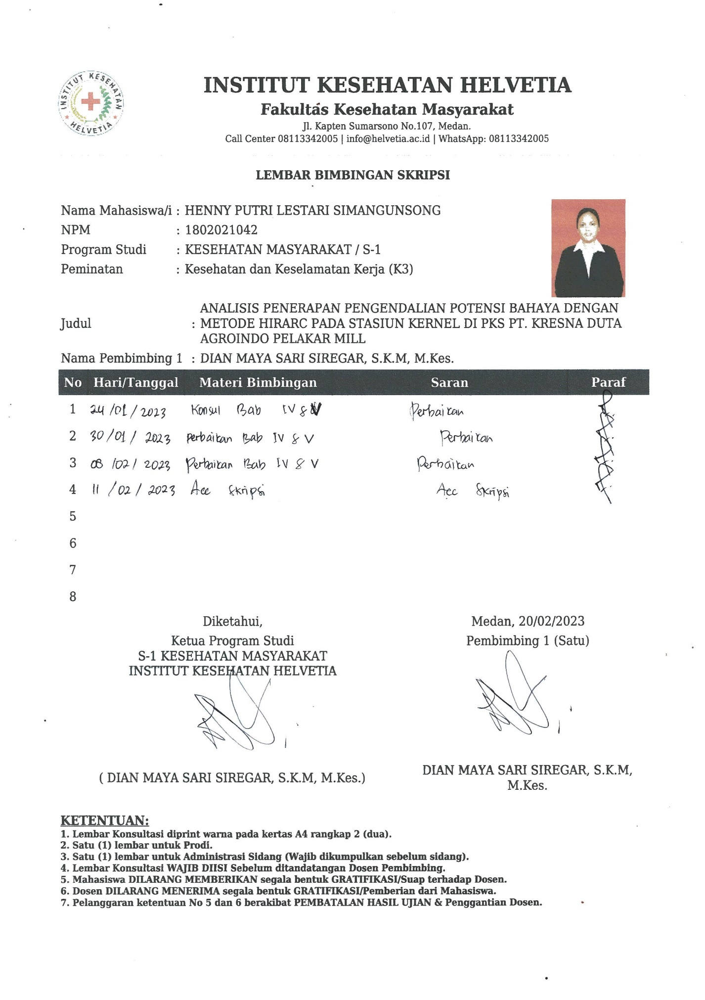 INSTITUT KESEHATAN
HELVETIA
INSTITUT KESEHATAN HELVETIA
Fakultas Kesehatan Masyarakat
Jl. Kapten Sumarsono No.107, Medan.
Call Center 08113342005 | info@helvetia.ac.id | WhatsApp: 08113342005
LEMBAR BIMBINGAN SKRIPSI
Nama Mahasiswa/i : HENNY PUTRI LESTARI SIMANGUNSONG
NPM : 1802021042
Program Studi : KESEHATAN MASYARAKAT / S-1
Peminatan : Kesehatan dan Keselamatan Kerja (K3)
ANALISIS PENERAPAN PENGENDALIAN POTENSI BAHAYA DENGAN
Judul : METODE HIRARC PADA STASIUN KERNEL DI PKS PT. KRESNA DUTA
AGROINDO PELAKAR MILL
Nama Pembimbing 1 : DIAN MAYA SARI SIREGAR, S.K.M, M.Kes.
No Hari/Tanggal Materi Bimbingan Saran Paraf
1 24/01/2023 Konsul Bab IV & V Perbaikan
2 30/01/2023 perbaikan Bab IV & V Perbaikan
3 08/02/2023 Perbaikan Bab IV & V Perbaikan
4 11/02/2023 Acc Skripsi Acc Skripsi
5
6
7
8
Diketahui, Medan, 20/02/2023
Ketua Program Studi Pembimbing 1 (Satu)
S-1 KESEHATAN MASYARAKAT
INSTITUT KESEHATAN HELVETIA
( DIAN MAYA SARI SIREGAR, S.K.M, M.Kes.) DIAN MAYA SARI SIREGAR, S.K.M,
M.Kes.
KETENTUAN:
1. Lembar Konsultasi diprint warna pada kertas A4 rangkap 2 (dua).
2. Satu (1) lembar untuk Prodi.
3. Satu (1) lembar untuk Administrasi Sidang (Wajib dikumpulkan sebelum sidang).
4. Lembar Konsultasi WAJIB DIISI Sebelum ditandatangan Dosen Pembimbing.
5. Mahasiswa DILARANG MEMBERIKAN segala bentuk GRATIFIKASI/Suap terhadap Dosen.
6. Dosen DILARANG MENERIMA segala bentuk GRATIFIKASI/Pemberian dari Mahasiswa.
7. Pelanggaran ketentuan No 5 dan 6 berakibat PEMBATALAN HASIL UJIAN & Penggantian Dosen.